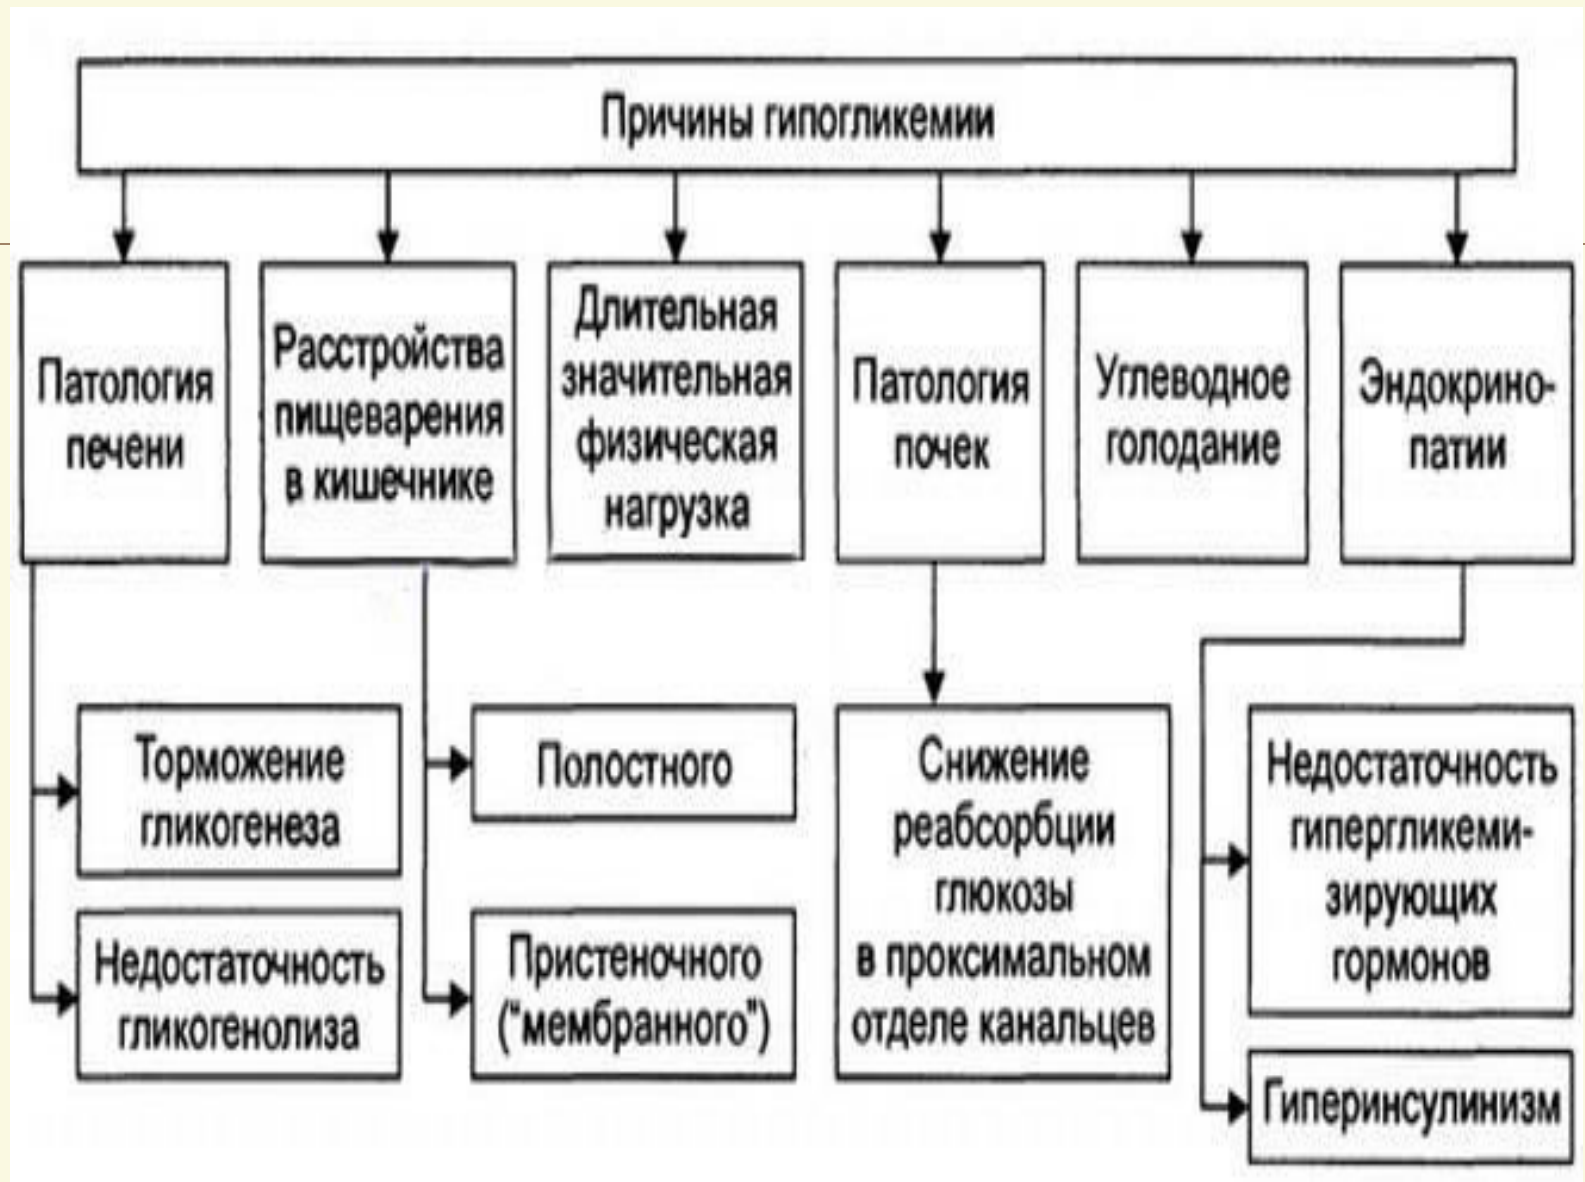 Причины гипогликемии
Патология
печени
Расстройства
пищеварения
в кишечнике
Длительная
значительная
физическая
нагрузка
Патология
почек
Углеводное
голодание
Эндокрино-
патии
Торможение
гликогенеза
Недостаточность
гликогенолиза
Полостного
Пристеночного
("мембранного")
Снижение
реабсорбции
глюкозы
в проксимальном
отделе канальцев
Недостаточность
гипергликеми-
зирующих
гормонов
Гиперинсулинизм